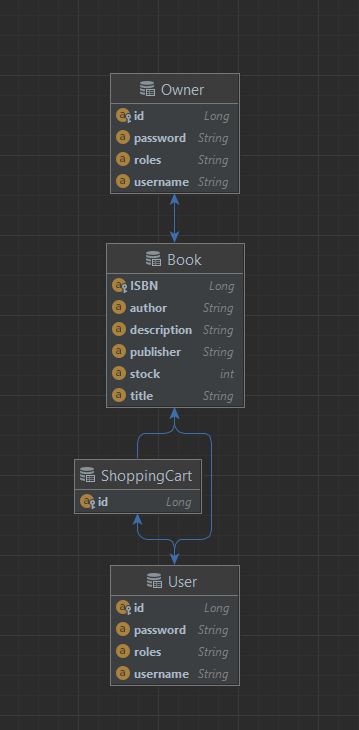 Owner
id Long
password String
roles String
username String
Book
ISBN Long
author String
description String
publisher String
stock int
title String
ShoppingCart
id Long
User
id Long
password String
roles String
username String